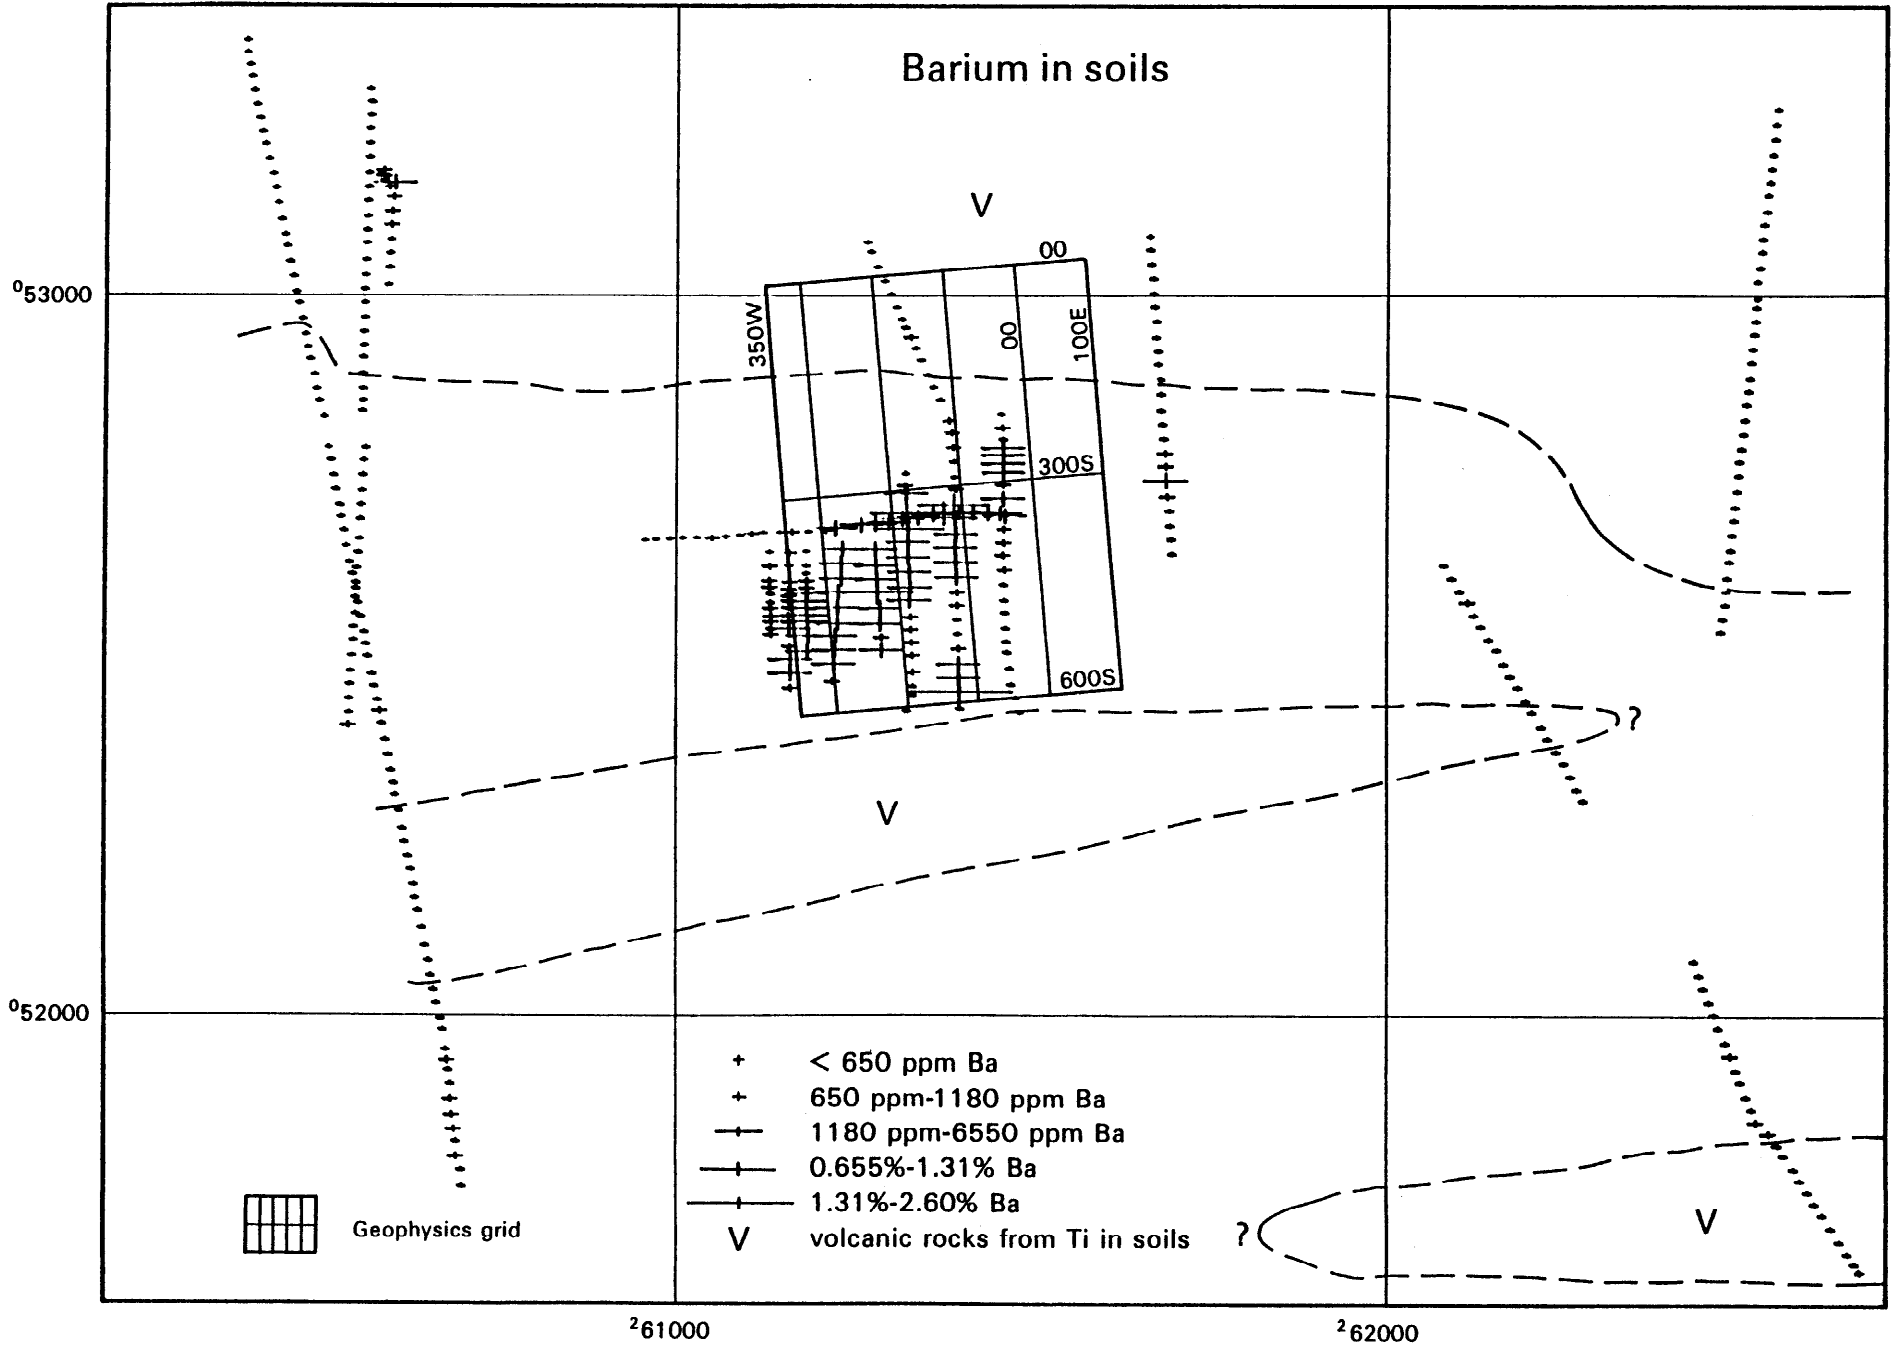 Barium in soils
V
00
⁰53000
350W
00
100E
300S
600S
?
V
⁰52000
< 650 ppm Ba
650 ppm-1180 ppm Ba
1180 ppm-6550 ppm Ba
0.655%-1.31% Ba
1.31%-2.60% Ba
V volcanic rocks from Ti in soils
Geophysics grid
?
V
²61000
²62000